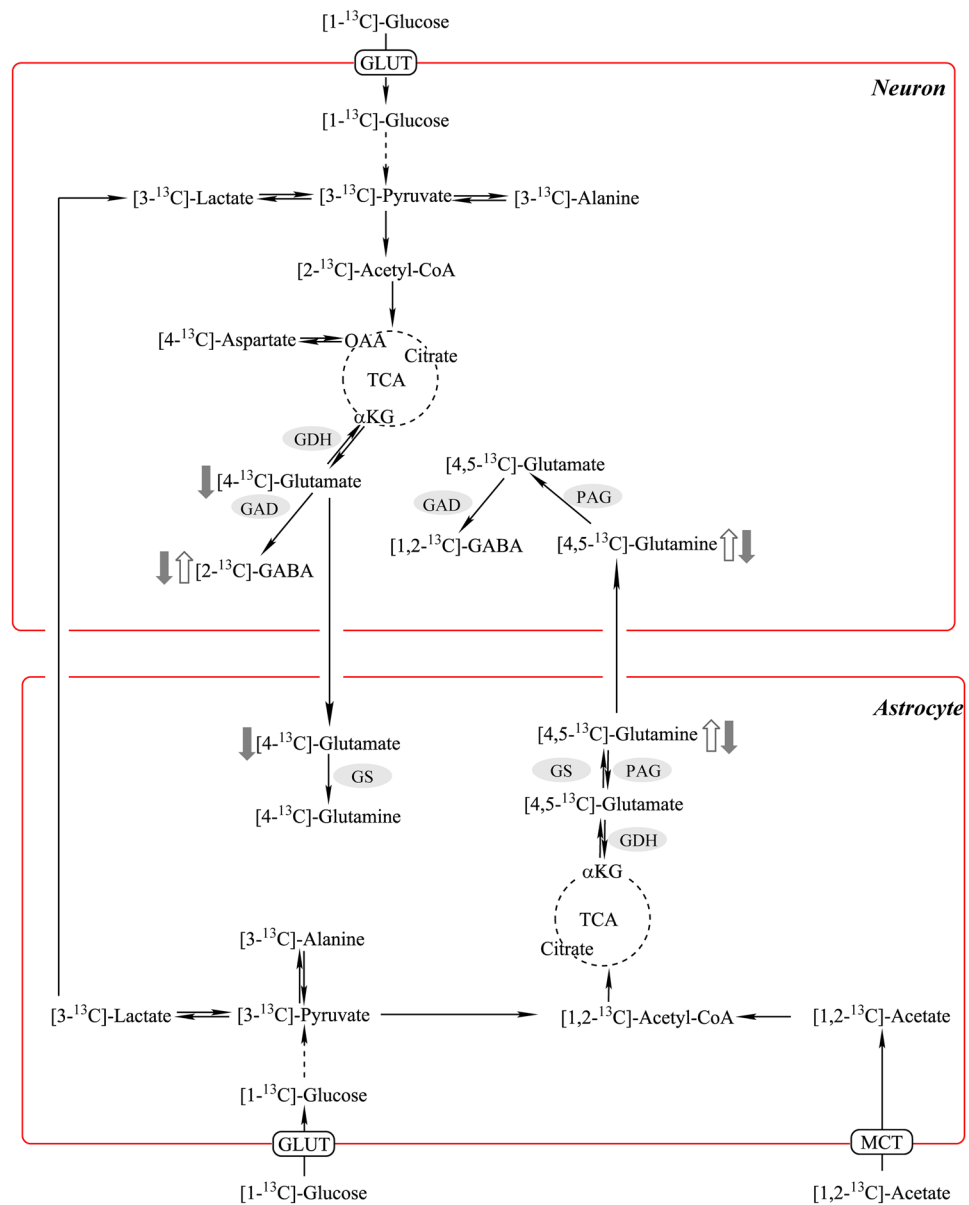 [1-¹³C]-Glucose
GLUT
Neuron
[1-¹³C]-Glucose
[3-¹³C]-Lactate
[3-¹³C]-Pyruvate
[3-¹³C]-Alanine
[2-¹³C]-Acetyl-CoA
[4-¹³C]-Aspartate
OAA
Citrate
TCA
αKG
GDH
[4-¹³C]-Glutamate
[4,5-¹³C]-Glutamate
GAD
GAD
PAG
[2-¹³C]-GABA
[1,2-¹³C]-GABA
[4,5-¹³C]-Glutamine
Astrocyte
[4-¹³C]-Glutamate
[4,5-¹³C]-Glutamine
GS
GS
PAG
[4-¹³C]-Glutamine
[4,5-¹³C]-Glutamate
GDH
αKG
TCA
Citrate
[3-¹³C]-Alanine
[3-¹³C]-Lactate
[3-¹³C]-Pyruvate
[1,2-¹³C]-Acetyl-CoA
[1,2-¹³C]-Acetate
[1-¹³C]-Glucose
GLUT
MCT
[1-¹³C]-Glucose
[1,2-¹³C]-Acetate